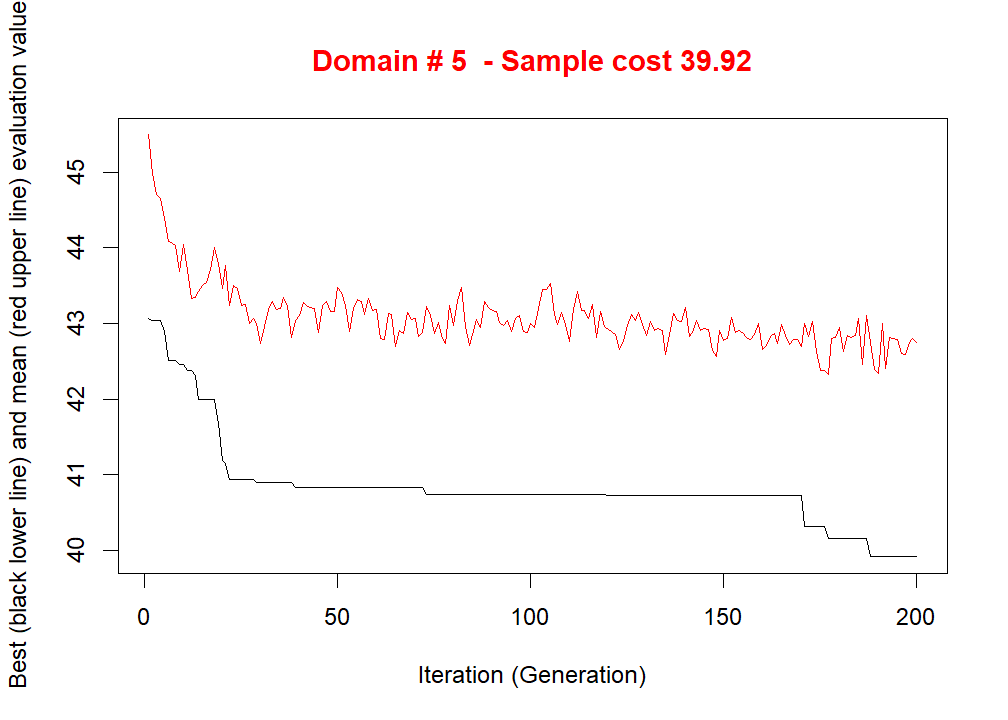 Domain # 5  - Sample cost 39.92
Best (black lower line) and mean (red upper line) evaluation value
45
44
43
42
41
40
0 50 100 150 200
Iteration (Generation)